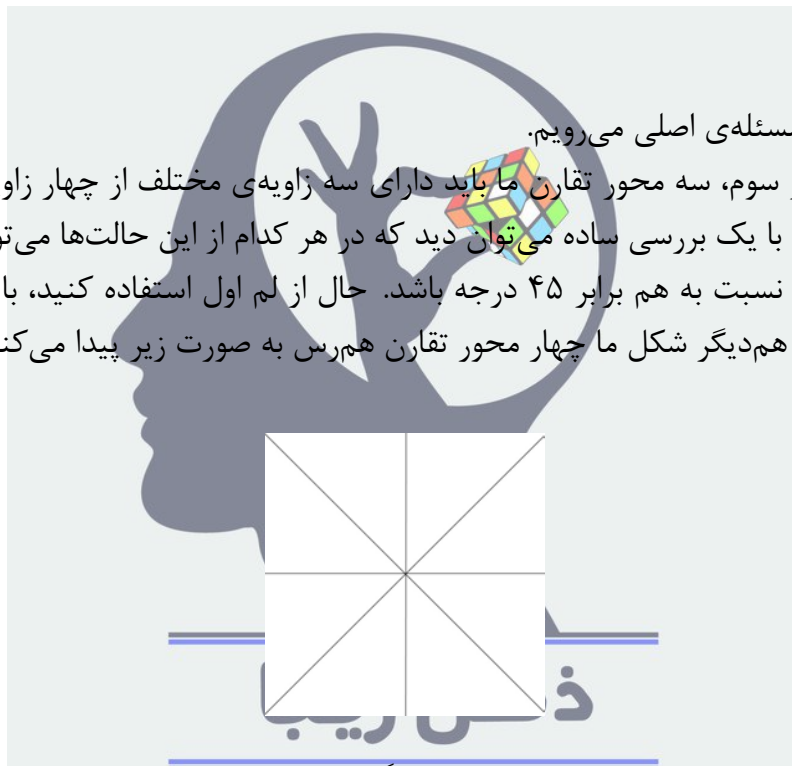 سئله‌ی اصلی می‌رویم.
سوم، سه محور تقارن ما باید دارای سه زاویه‌ی مختلف از چهار زاو
با یک بررسی ساده می‌توان دید که در هر کدام از این حالت‌ها می‌تو
نسبت به هم برابر ۴۵ درجه باشد. حال از لم اول استفاده کنید، با
هم‌دیگر شکل ما چهار محور تقارن هم‌رس به صورت زیر پیدا می‌کن